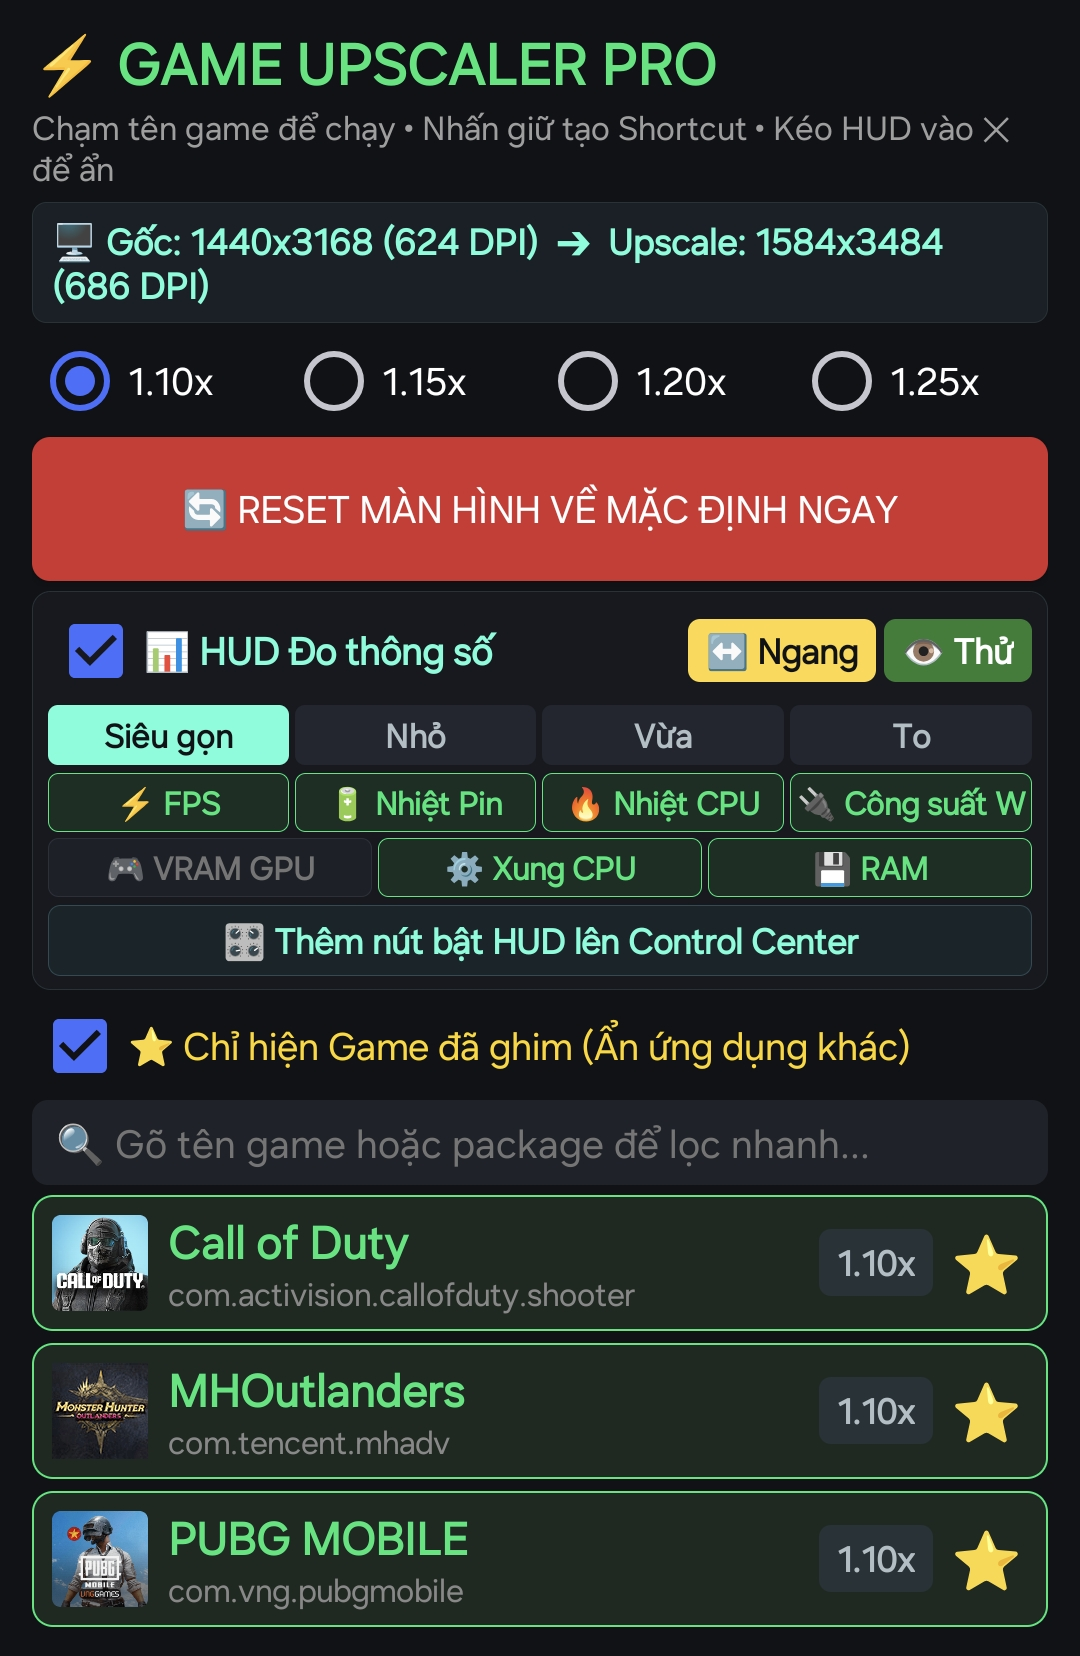 ⚡ GAME UPSCALER PRO
Chạm tên game để chạy • Nhấn giữ tạo Shortcut • Kéo HUD vào ✕
để ẩn
🖥️ Gốc: 1440x3168 (624 DPI) ➔ Upscale: 1584x3484
(686 DPI)
1.10x 1.15x 1.20x 1.25x
🔄 RESET MÀN HÌNH VỀ MẶC ĐỊNH NGAY
📊 HUD Đo thông số ↔️ Ngang 👁️ Thử
Siêu gọn Nhỏ Vừa To
⚡ FPS 🔋 Nhiệt Pin 🔥 Nhiệt CPU 🔌 Công suất W
🎮 VRAM GPU ⚙️ Xung CPU 💾 RAM
🎛️ Thêm nút bật HUD lên Control Center
⭐ Chỉ hiện Game đã ghim (Ẩn ứng dụng khác)
🔍 Gõ tên game hoặc package để lọc nhanh...
CALL OF DUTY.
Call of Duty
com.activision.callofduty.shooter
1.10x
MONSTER HUNTER
OUTLANDERS
MHOutlanders
com.tencent.mhadv
1.10x
PUBG
MOBILE
VNGGAMES
PUBG MOBILE
com.vng.pubgmobile
1.10x